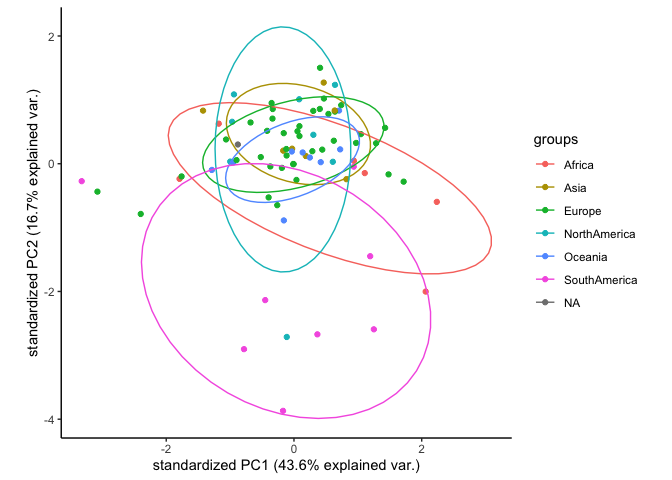 2
0
-2
-4
-2
0
2
standardized PC2 (16.7% explained var.)
standardized PC1 (43.6% explained var.)
groups
Africa
Asia
Europe
NorthAmerica
Oceania
SouthAmerica
NA